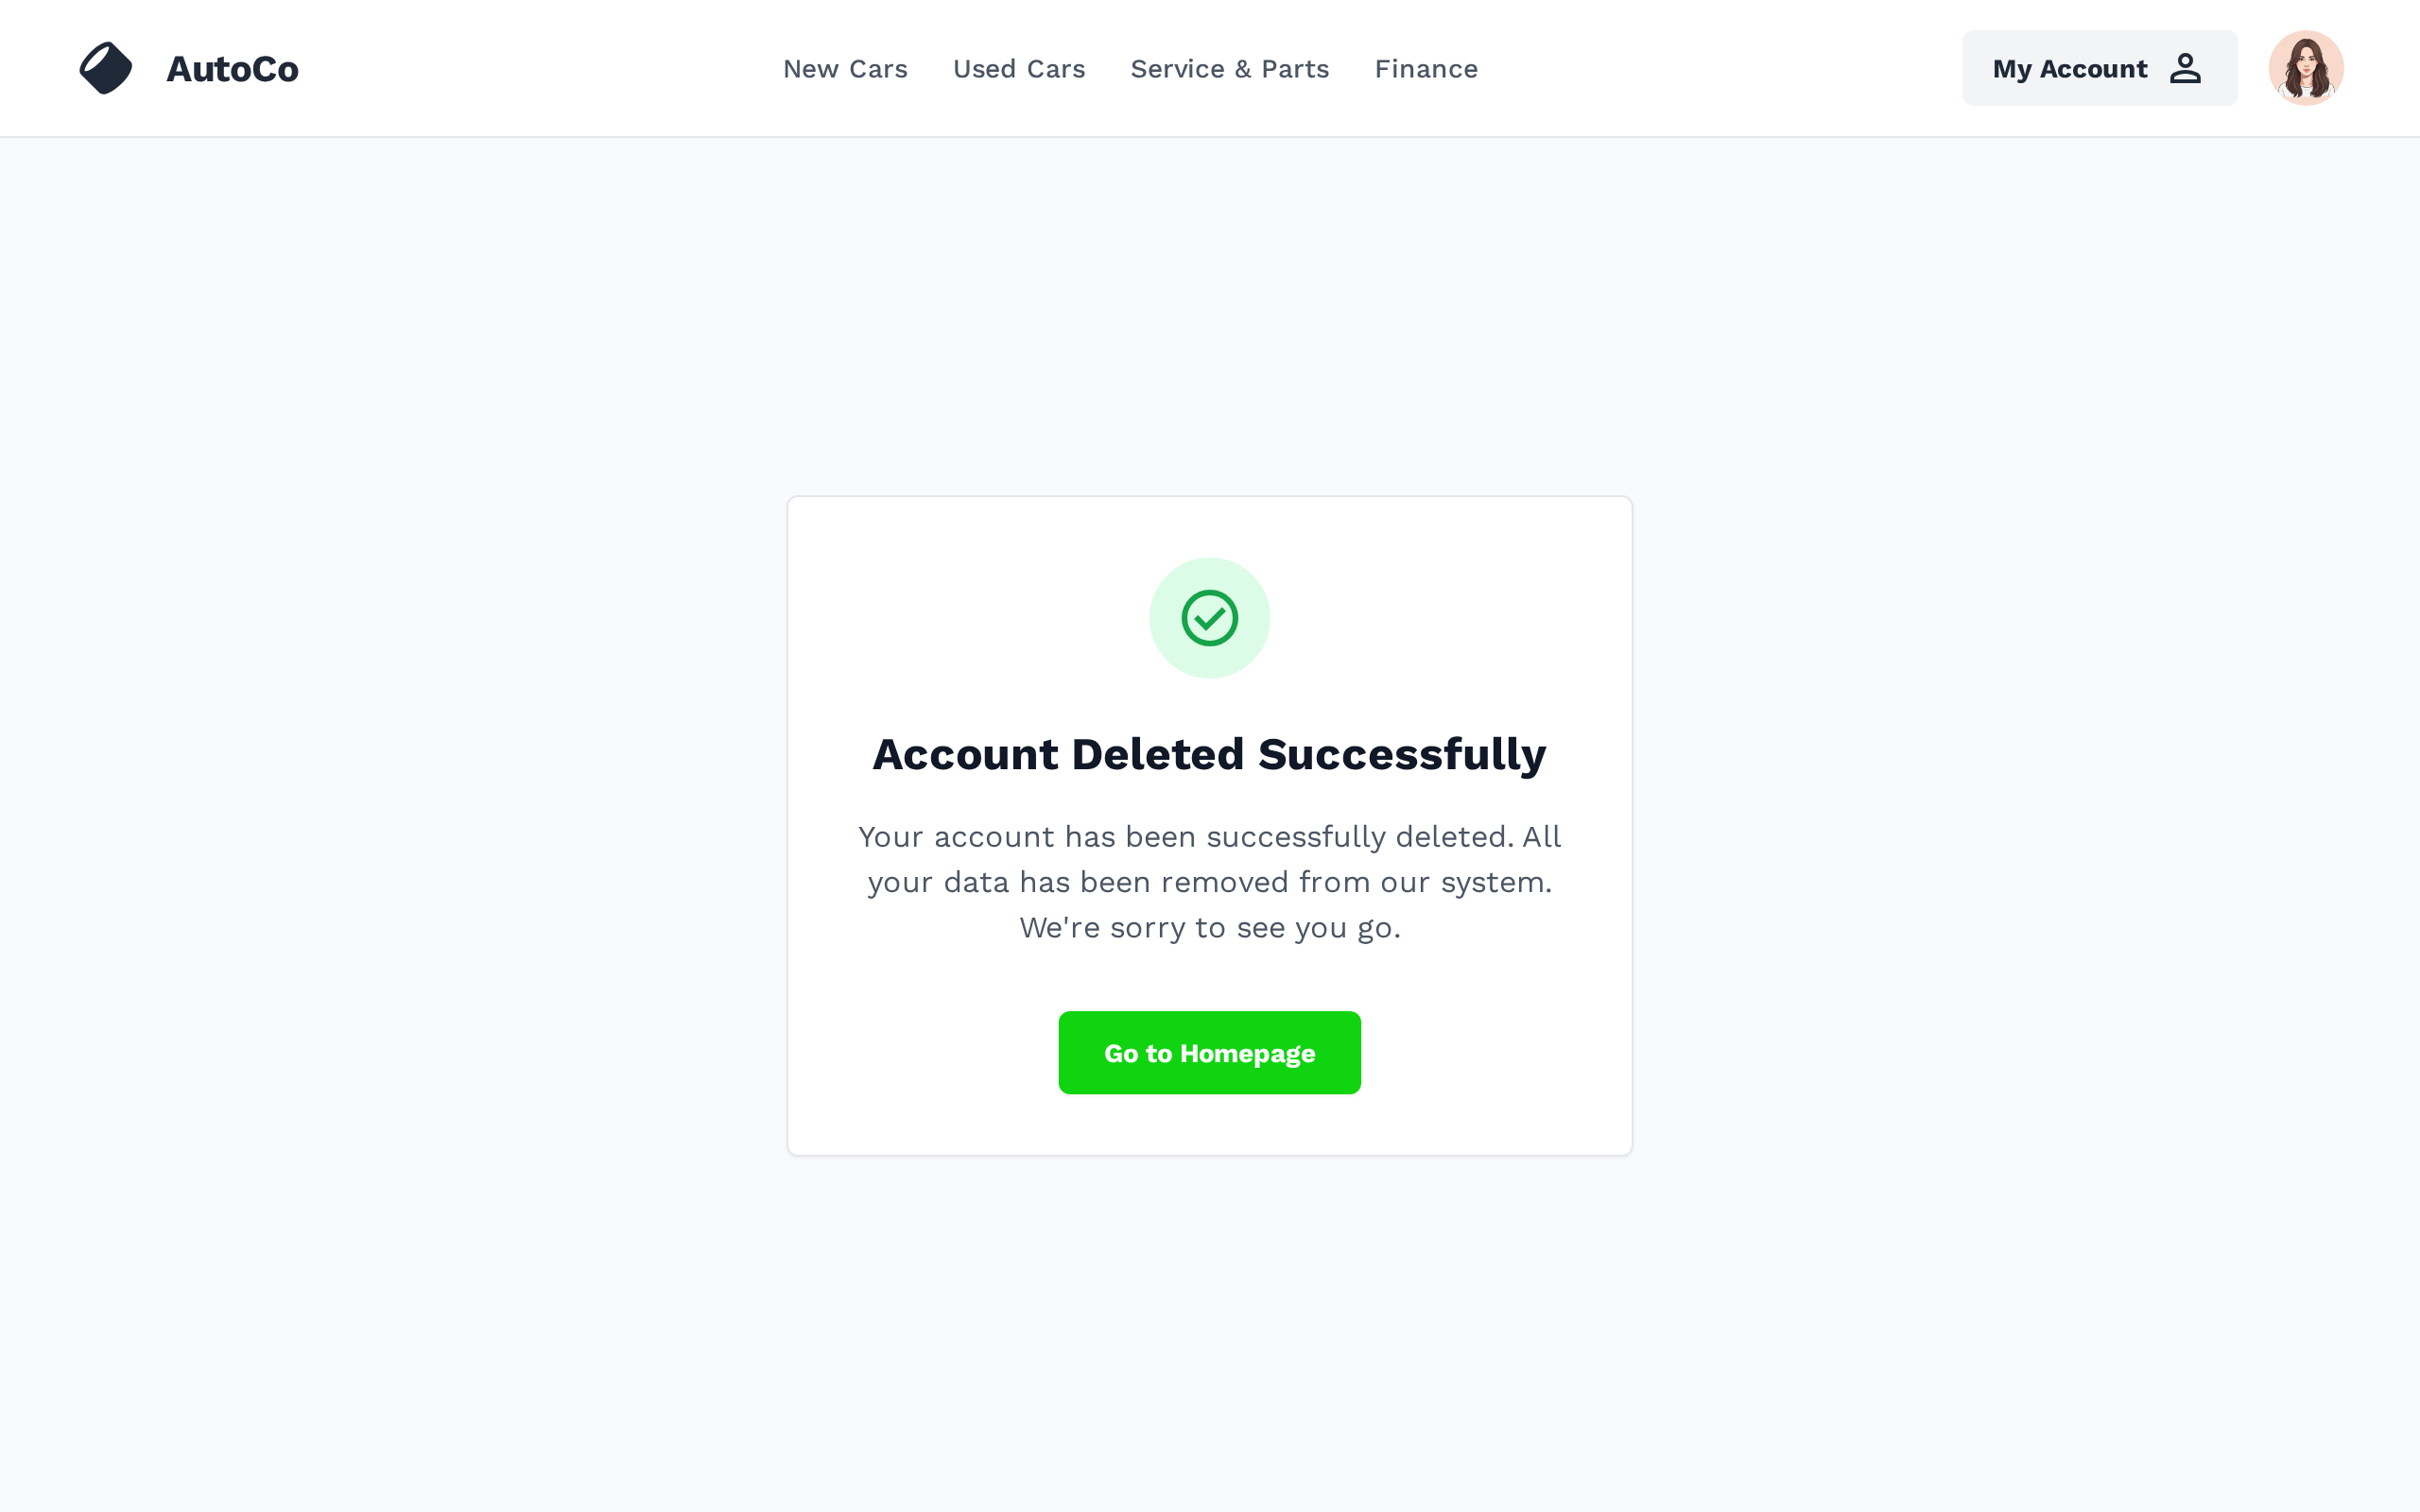 AutoCo
New Cars
Used Cars
Service & Parts
Finance
My Account
Account Deleted Successfully
Your account has been successfully deleted. All
your data has been removed from our system.
We're sorry to see you go.
Go to Homepage